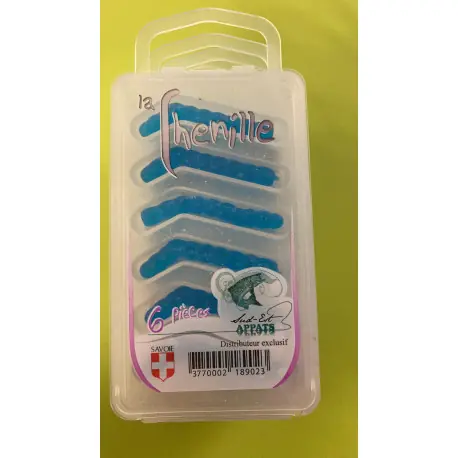 la Chenille
6 Pièces
Sud-Est
APPATS
Distributeur exclusif
SAVOIE
3770002 189023